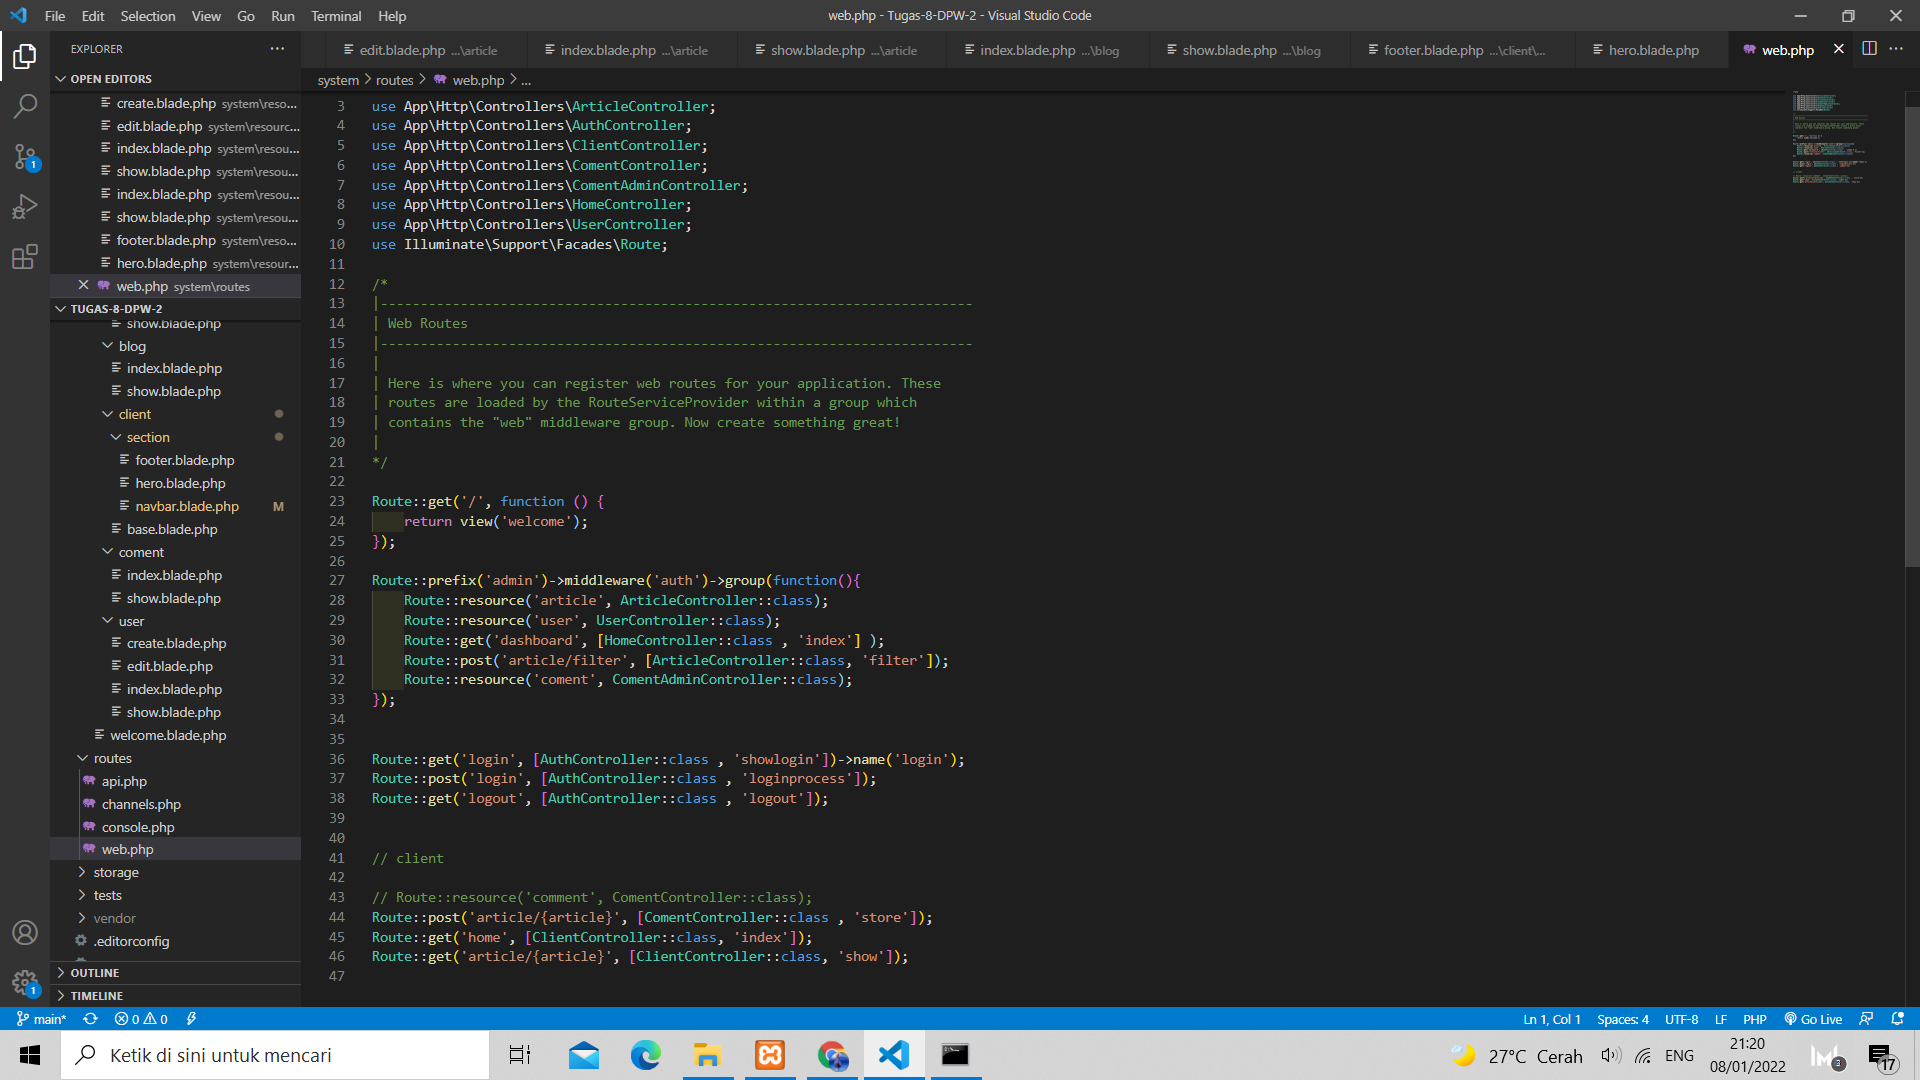 File Edit Selection View Go Run Terminal Help
web.php - Tugas-8-DPW-2 - Visual Studio Code
EXPLORER
edit.blade.php ...\article
index.blade.php ...\article
show.blade.php ...\article
index.blade.php ...\blog
show.blade.php ...\blog
footer.blade.php ...\client\...
hero.blade.php
web.php
OPEN EDITORS
create.blade.php system\reso...
edit.blade.php system\resourc...
index.blade.php system\resou...
show.blade.php system\resou...
index.blade.php system\resou...
show.blade.php system\resou...
footer.blade.php system\reso...
hero.blade.php system\resour...
web.php system\routes
TUGAS-8-DPW-2
show.blade.php
blog
index.blade.php
show.blade.php
client
section
footer.blade.php
hero.blade.php
navbar.blade.php M
base.blade.php
coment
index.blade.php
show.blade.php
user
create.blade.php
edit.blade.php
index.blade.php
show.blade.php
welcome.blade.php
routes
api.php
channels.php
console.php
web.php
storage
tests
vendor
.editorconfig
OUTLINE
TIMELINE
system > routes > web.php > ...
3 use App\Http\Controllers\ArticleController;
4 use App\Http\Controllers\AuthController;
5 use App\Http\Controllers\ClientController;
6 use App\Http\Controllers\ComentController;
7 use App\Http\Controllers\ComentAdminController;
8 use App\Http\Controllers\HomeController;
9 use App\Http\Controllers\UserController;
10 use Illuminate\Support\Facades\Route;
11
12 /*
13 |--------------------------------------------------------------------------
14 | Web Routes
15 |--------------------------------------------------------------------------
16 |
17 | Here is where you can register web routes for your application. These
18 | routes are loaded by the RouteServiceProvider within a group which
19 | contains the "web" middleware group. Now create something great!
20 |
21 */
22
23 Route::get('/', function () {
24     return view('welcome');
25 });
26
27 Route::prefix('admin')->middleware('auth')->group(function(){
28     Route::resource('article', ArticleController::class);
29     Route::resource('user', UserController::class);
30     Route::get('dashboard', [HomeController::class , 'index'] );
31     Route::post('article/filter', [ArticleController::class, 'filter']);
32     Route::resource('coment', ComentAdminController::class);
33 });
34
35
36 Route::get('login', [AuthController::class , 'showlogin'])->name('login');
37 Route::post('login', [AuthController::class , 'loginprocess']);
38 Route::get('logout', [AuthController::class , 'logout']);
39
40
41 // client
42
43 // Route::resource('comment', ComentController::class);
44 Route::post('article/{article}', [ComentController::class , 'store']);
45 Route::get('home', [ClientController::class, 'index']);
46 Route::get('article/{article}', [ClientController::class, 'show']);
47
1
1
main* 0 0
Ln 1, Col 1 Spaces: 4 UTF-8 LF PHP Go Live
Ketik di sini untuk mencari
27°C Cerah ENG
21:20
08/01/2022
3
17